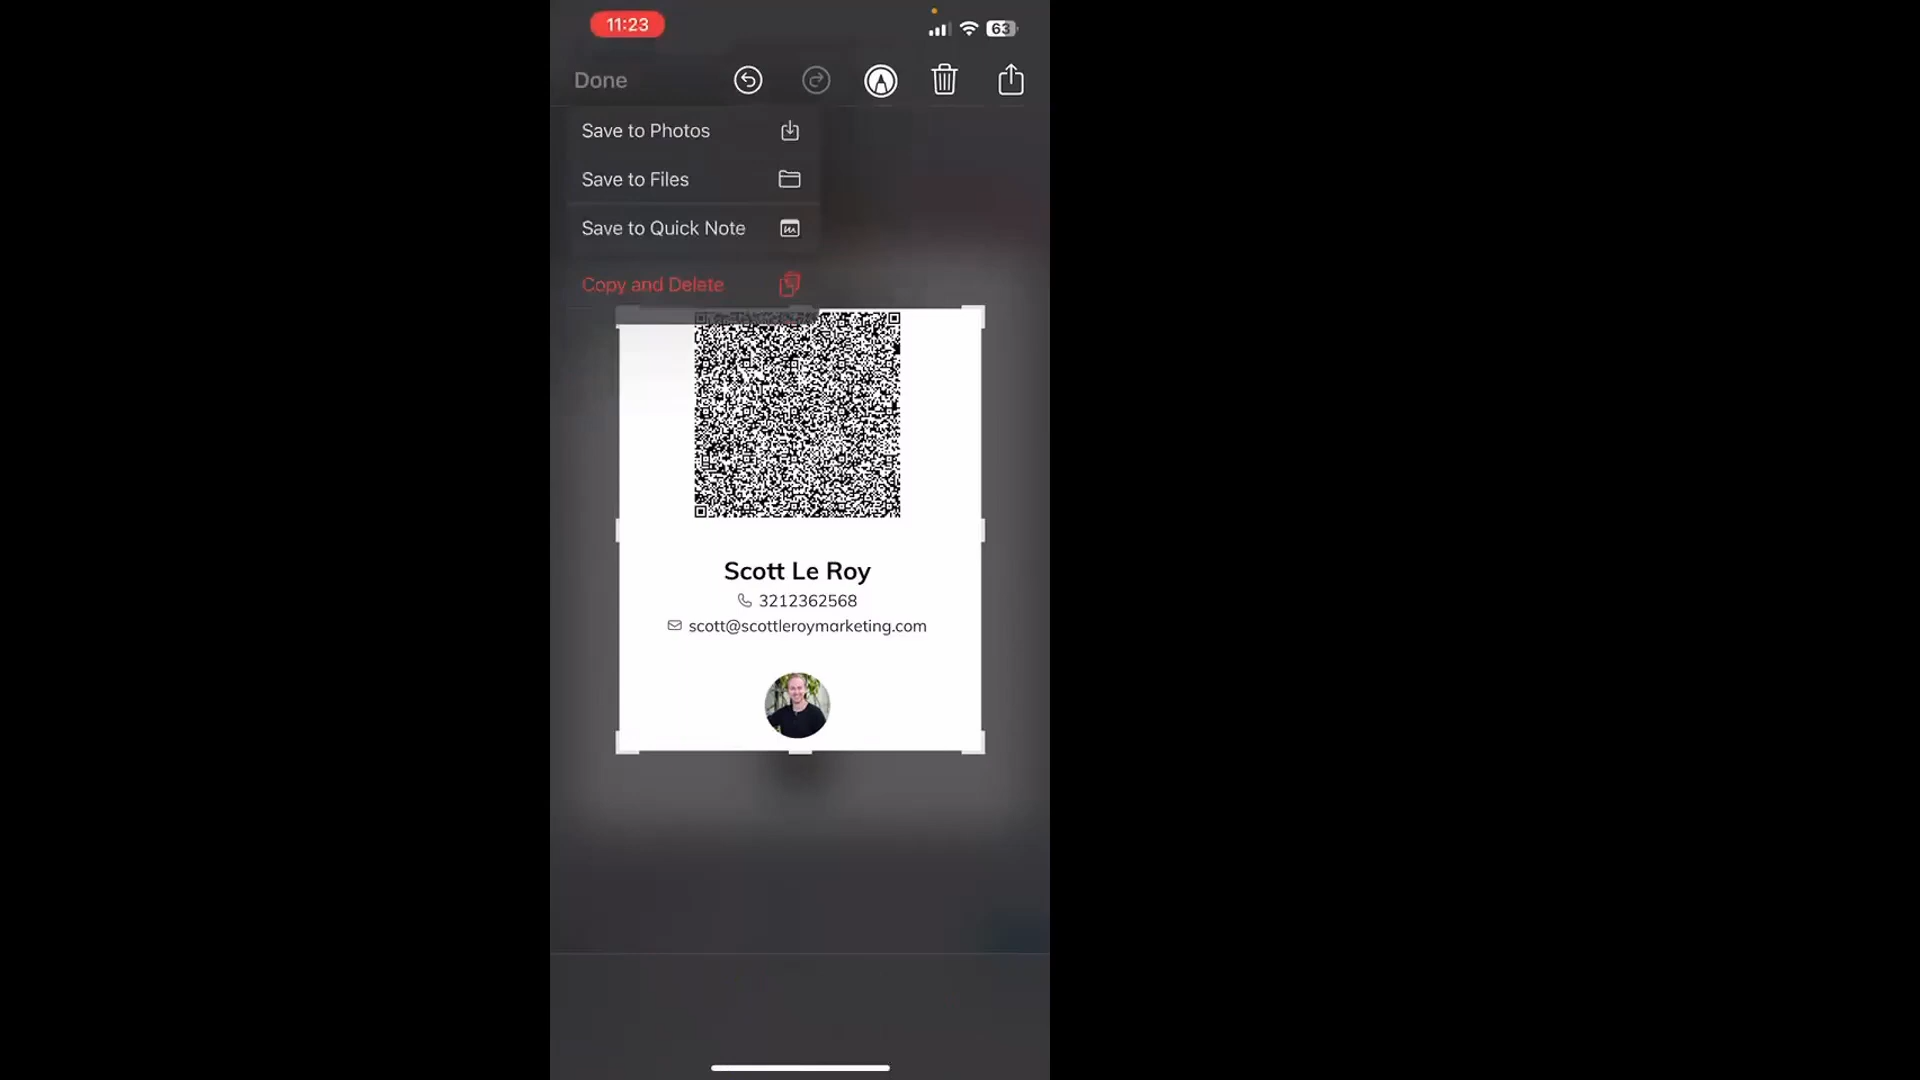 11:23
63
Done
Save to Photos
Save to Files
Save to Quick Note
Copy and Delete
Scott Le Roy
3212362568
scott@scottleroymarketing.com